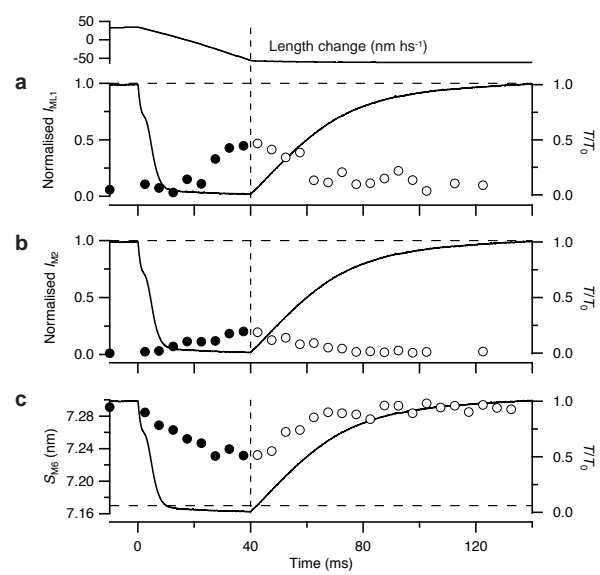 50
0
-50
Length change (nm hs⁻¹)
a
Normalised I_ML1
1.0
0.5
0.0
1.0
0.5
0.0
T/T₀
b
Normalised I_M2
1.0
0.5
0.0
1.0
0.5
0.0
T/T₀
c
S_M6 (nm)
7.28
7.24
7.20
7.16
1.0
0.5
0.0
T/T₀
0 40 80 120
Time (ms)